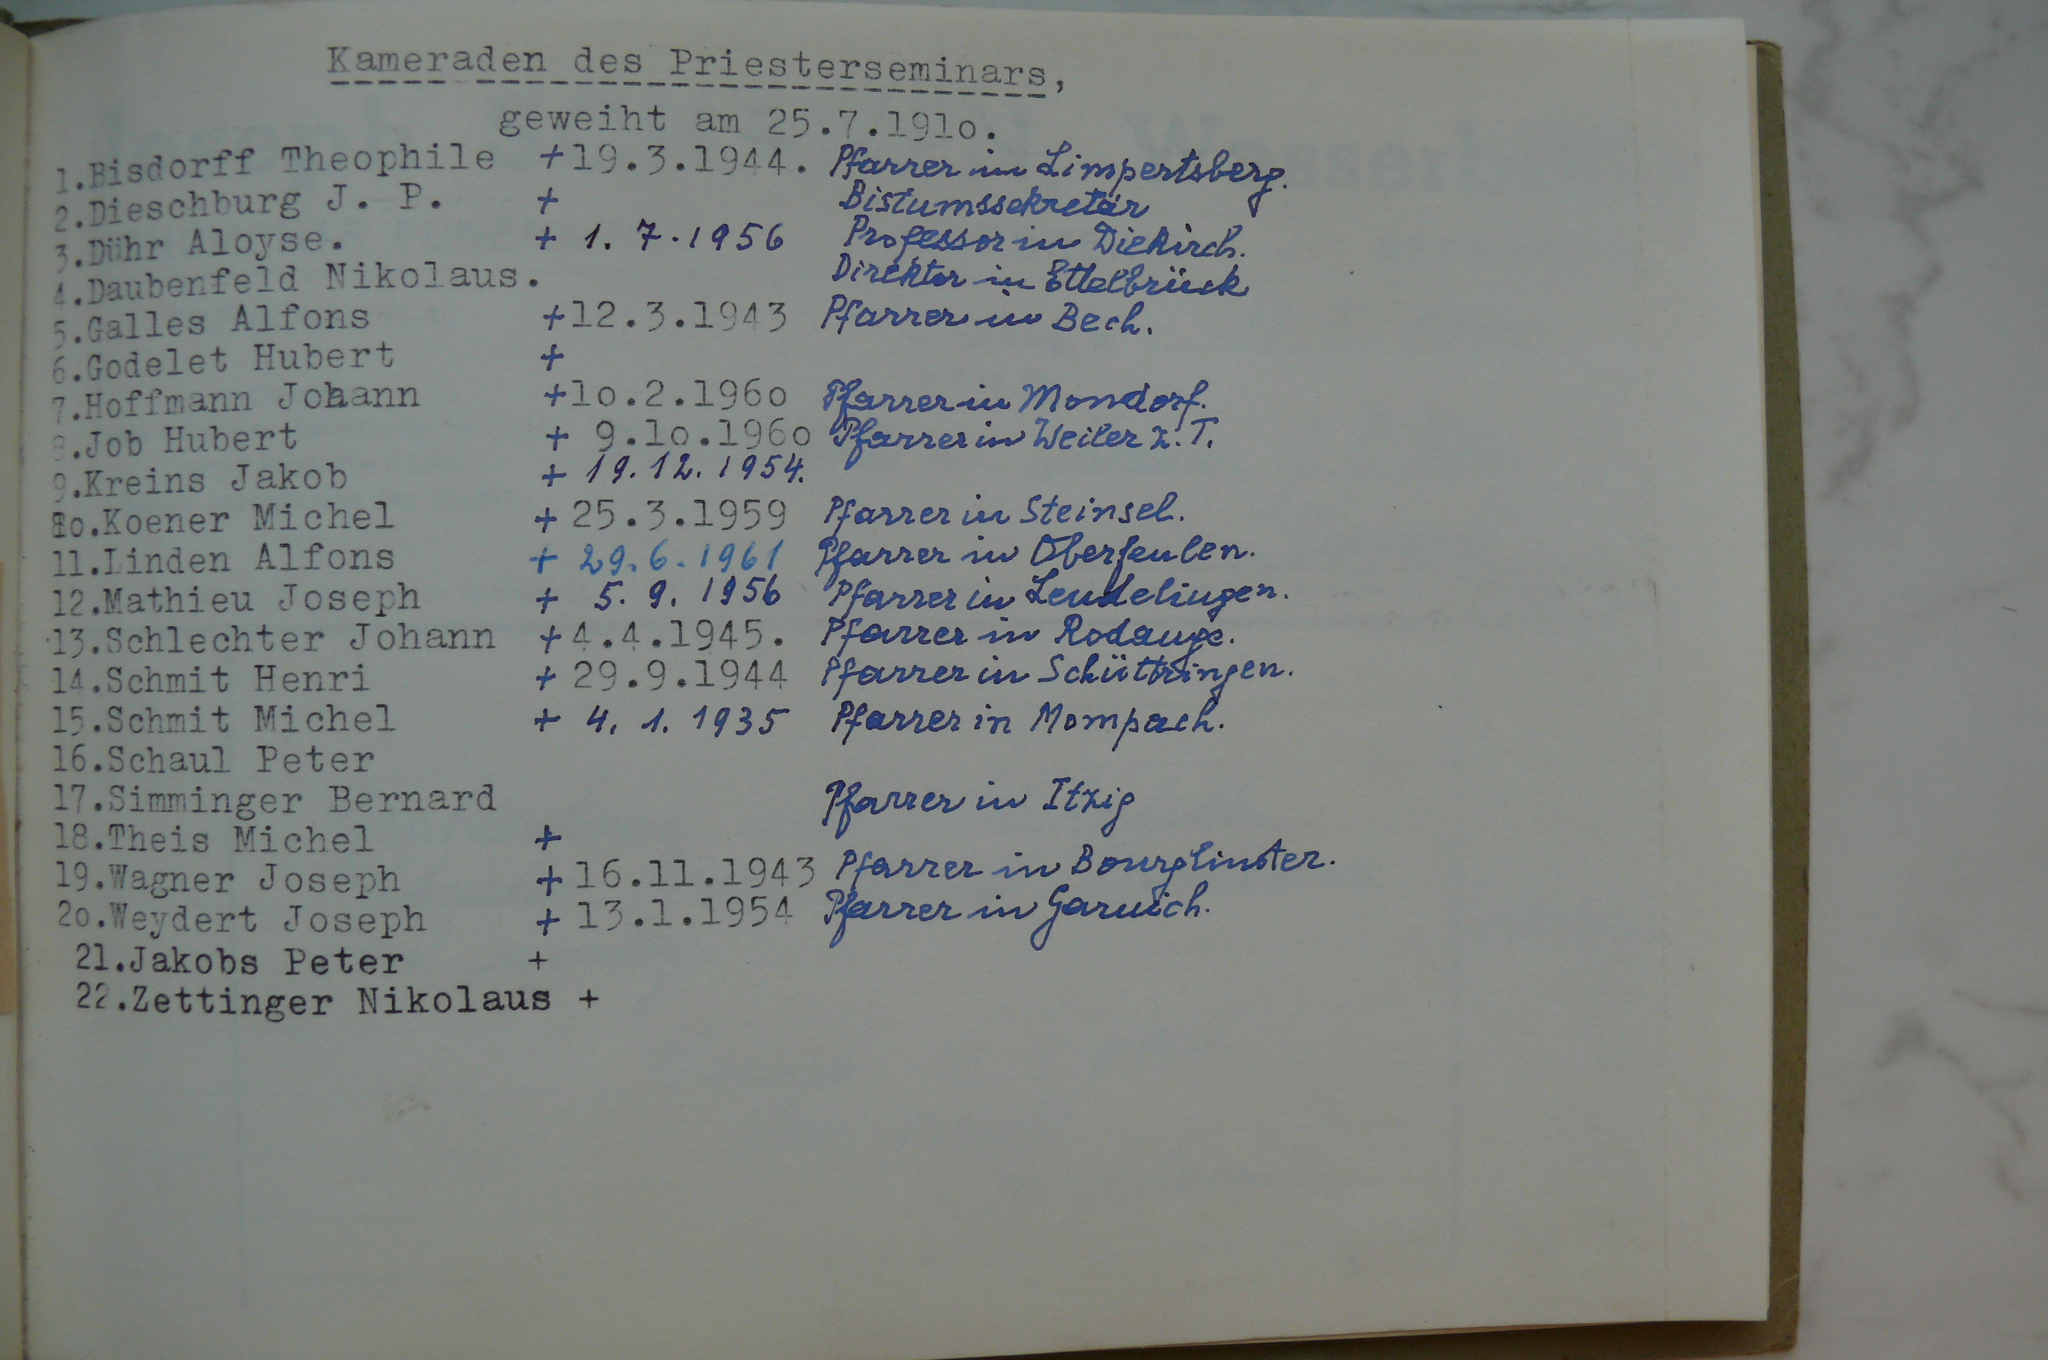 Kameraden des Priesterseminars,
geweiht am 25.7.191o.
1.Bisdorff Theophile +19.3.1944. Pfarrer in Limpertsberg.
2.Dieschburg J. P. + Bistumssekretär
3.Dühr Aloyse. + 1. 7. 1956 Professor in Diekirch.
4.Daubenfeld Nikolaus. Direktor in Ettelbrück
5.Galles Alfons +12.3.1943 Pfarrer in Bech.
6.Godelet Hubert +
7.Hoffmann Johann +1o.2.196o Pfarrer in Mondorf.
8.Job Hubert + 9.1o.196o Pfarrer in Weiler z. T.
9.Kreins Jakob + 19. 12. 1954.
1o.Koener Michel + 25.3.1959 Pfarrer in Steinsel.
11.Linden Alfons + 29. 6. 1961 Pfarrer in Oberfeulen.
12.Mathieu Joseph + 5. 9. 1956 Pfarrer in Leudelingen.
13.Schlechter Johann +4.4.1945. Pfarrer in Rodange.
14.Schmit Henri + 29.9.1944 Pfarrer in Schüttringen.
15.Schmit Michel + 4. 1. 1935 Pfarrer in Mompach.
16.Schaul Peter
17.Simminger Bernard Pfarrer in Itzig
18.Theis Michel +
19.Wagner Joseph +16.11.1943 Pfarrer in Bourglinster.
2o.Weydert Joseph + 13.1.1954 Pfarrer in Garnich.
21.Jakobs Peter +
22.Zettinger Nikolaus +